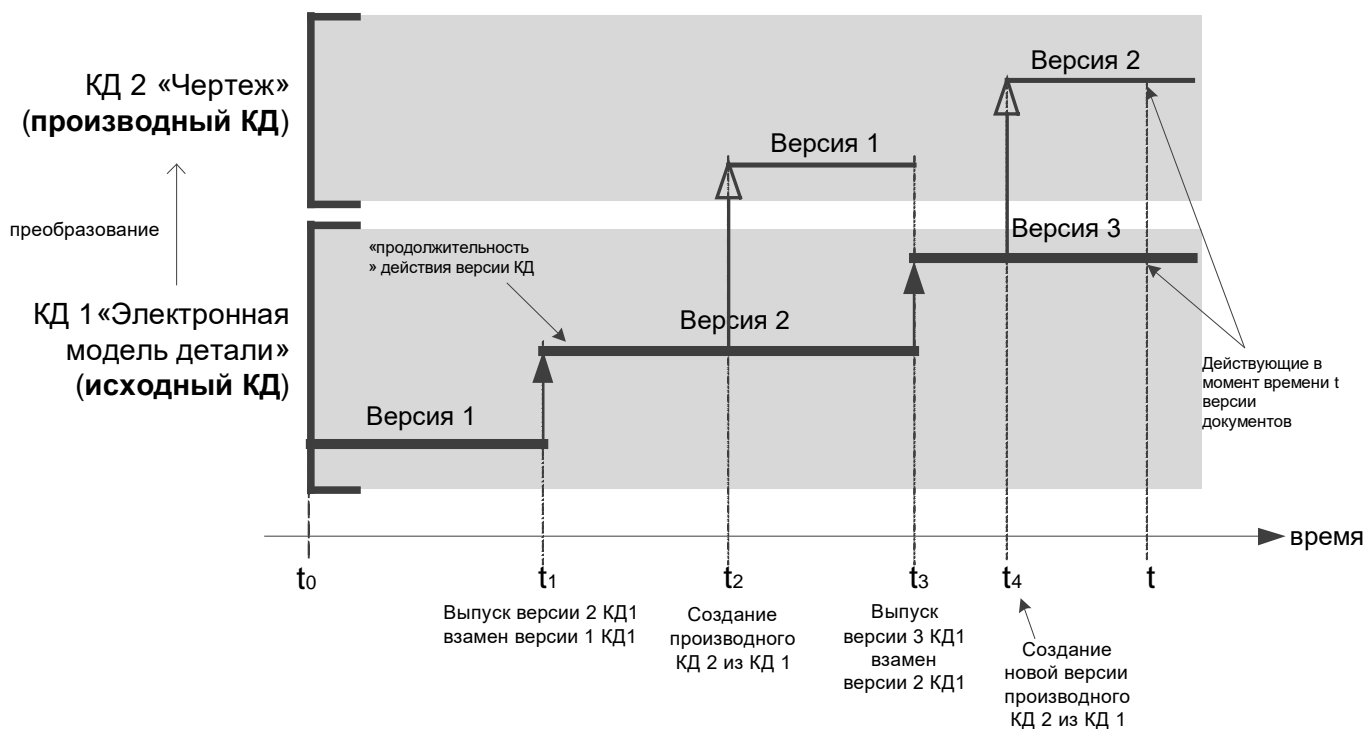 КД 2 «Чертеж»
(производный КД)
преобразование
КД 1«Электронная
модель детали»
(исходный КД)
Версия 2
Версия 1
Версия 3
«продолжительность
» действия версии КД
Версия 2
Версия 1
Действующие в
момент времени t
версии
документов
время
t0
t1
t2
t3
t4
t
Выпуск версии 2 КД1
взамен версии 1 КД1
Создание
производного
КД 2 из КД 1
Выпуск
версии 3 КД1
взамен
версии 2 КД1
Создание
новой версии
производного
КД 2 из КД 1